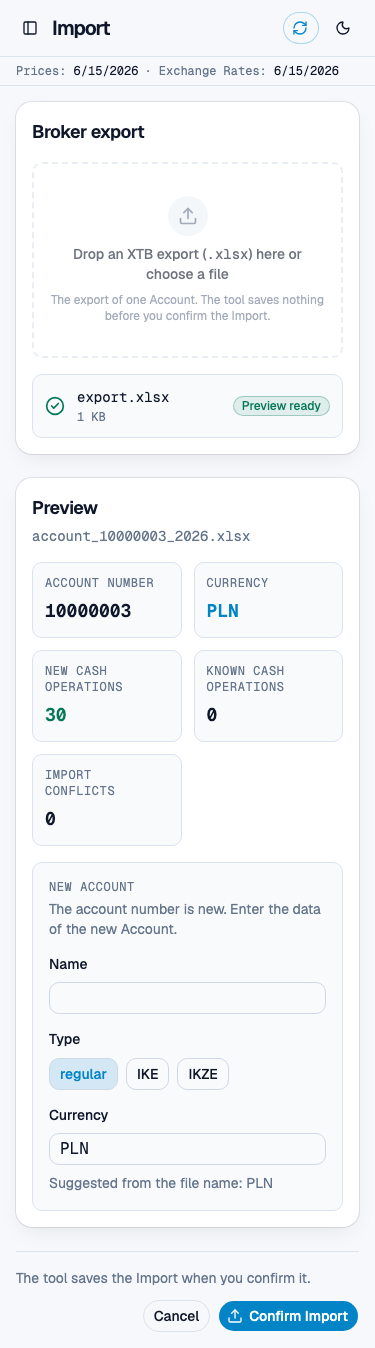 Import
Prices: 6/15/2026 · Exchange Rates: 6/15/2026
Broker export
Drop an XTB export (.xlsx) here or
choose a file
The export of one Account. The tool saves nothing
before you confirm the Import.
export.xlsx
1 KB
Preview ready
Preview
account_10000003_2026.xlsx
ACCOUNT NUMBER
10000003
CURRENCY
PLN
NEW CASH
OPERATIONS
30
KNOWN CASH
OPERATIONS
0
IMPORT
CONFLICTS
0
NEW ACCOUNT
The account number is new. Enter the data
of the new Account.
Name
Type
regular IKE IKZE
Currency
PLN
Suggested from the file name: PLN
The tool saves the Import when you confirm it.
Cancel Confirm Import